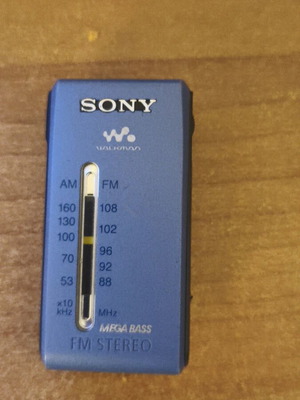 SONY
WALKMAN
AM FM
160 108
130
102
100
96
70
92
53 88
x10
kHz MHz
MEGA BASS
FM STEREO